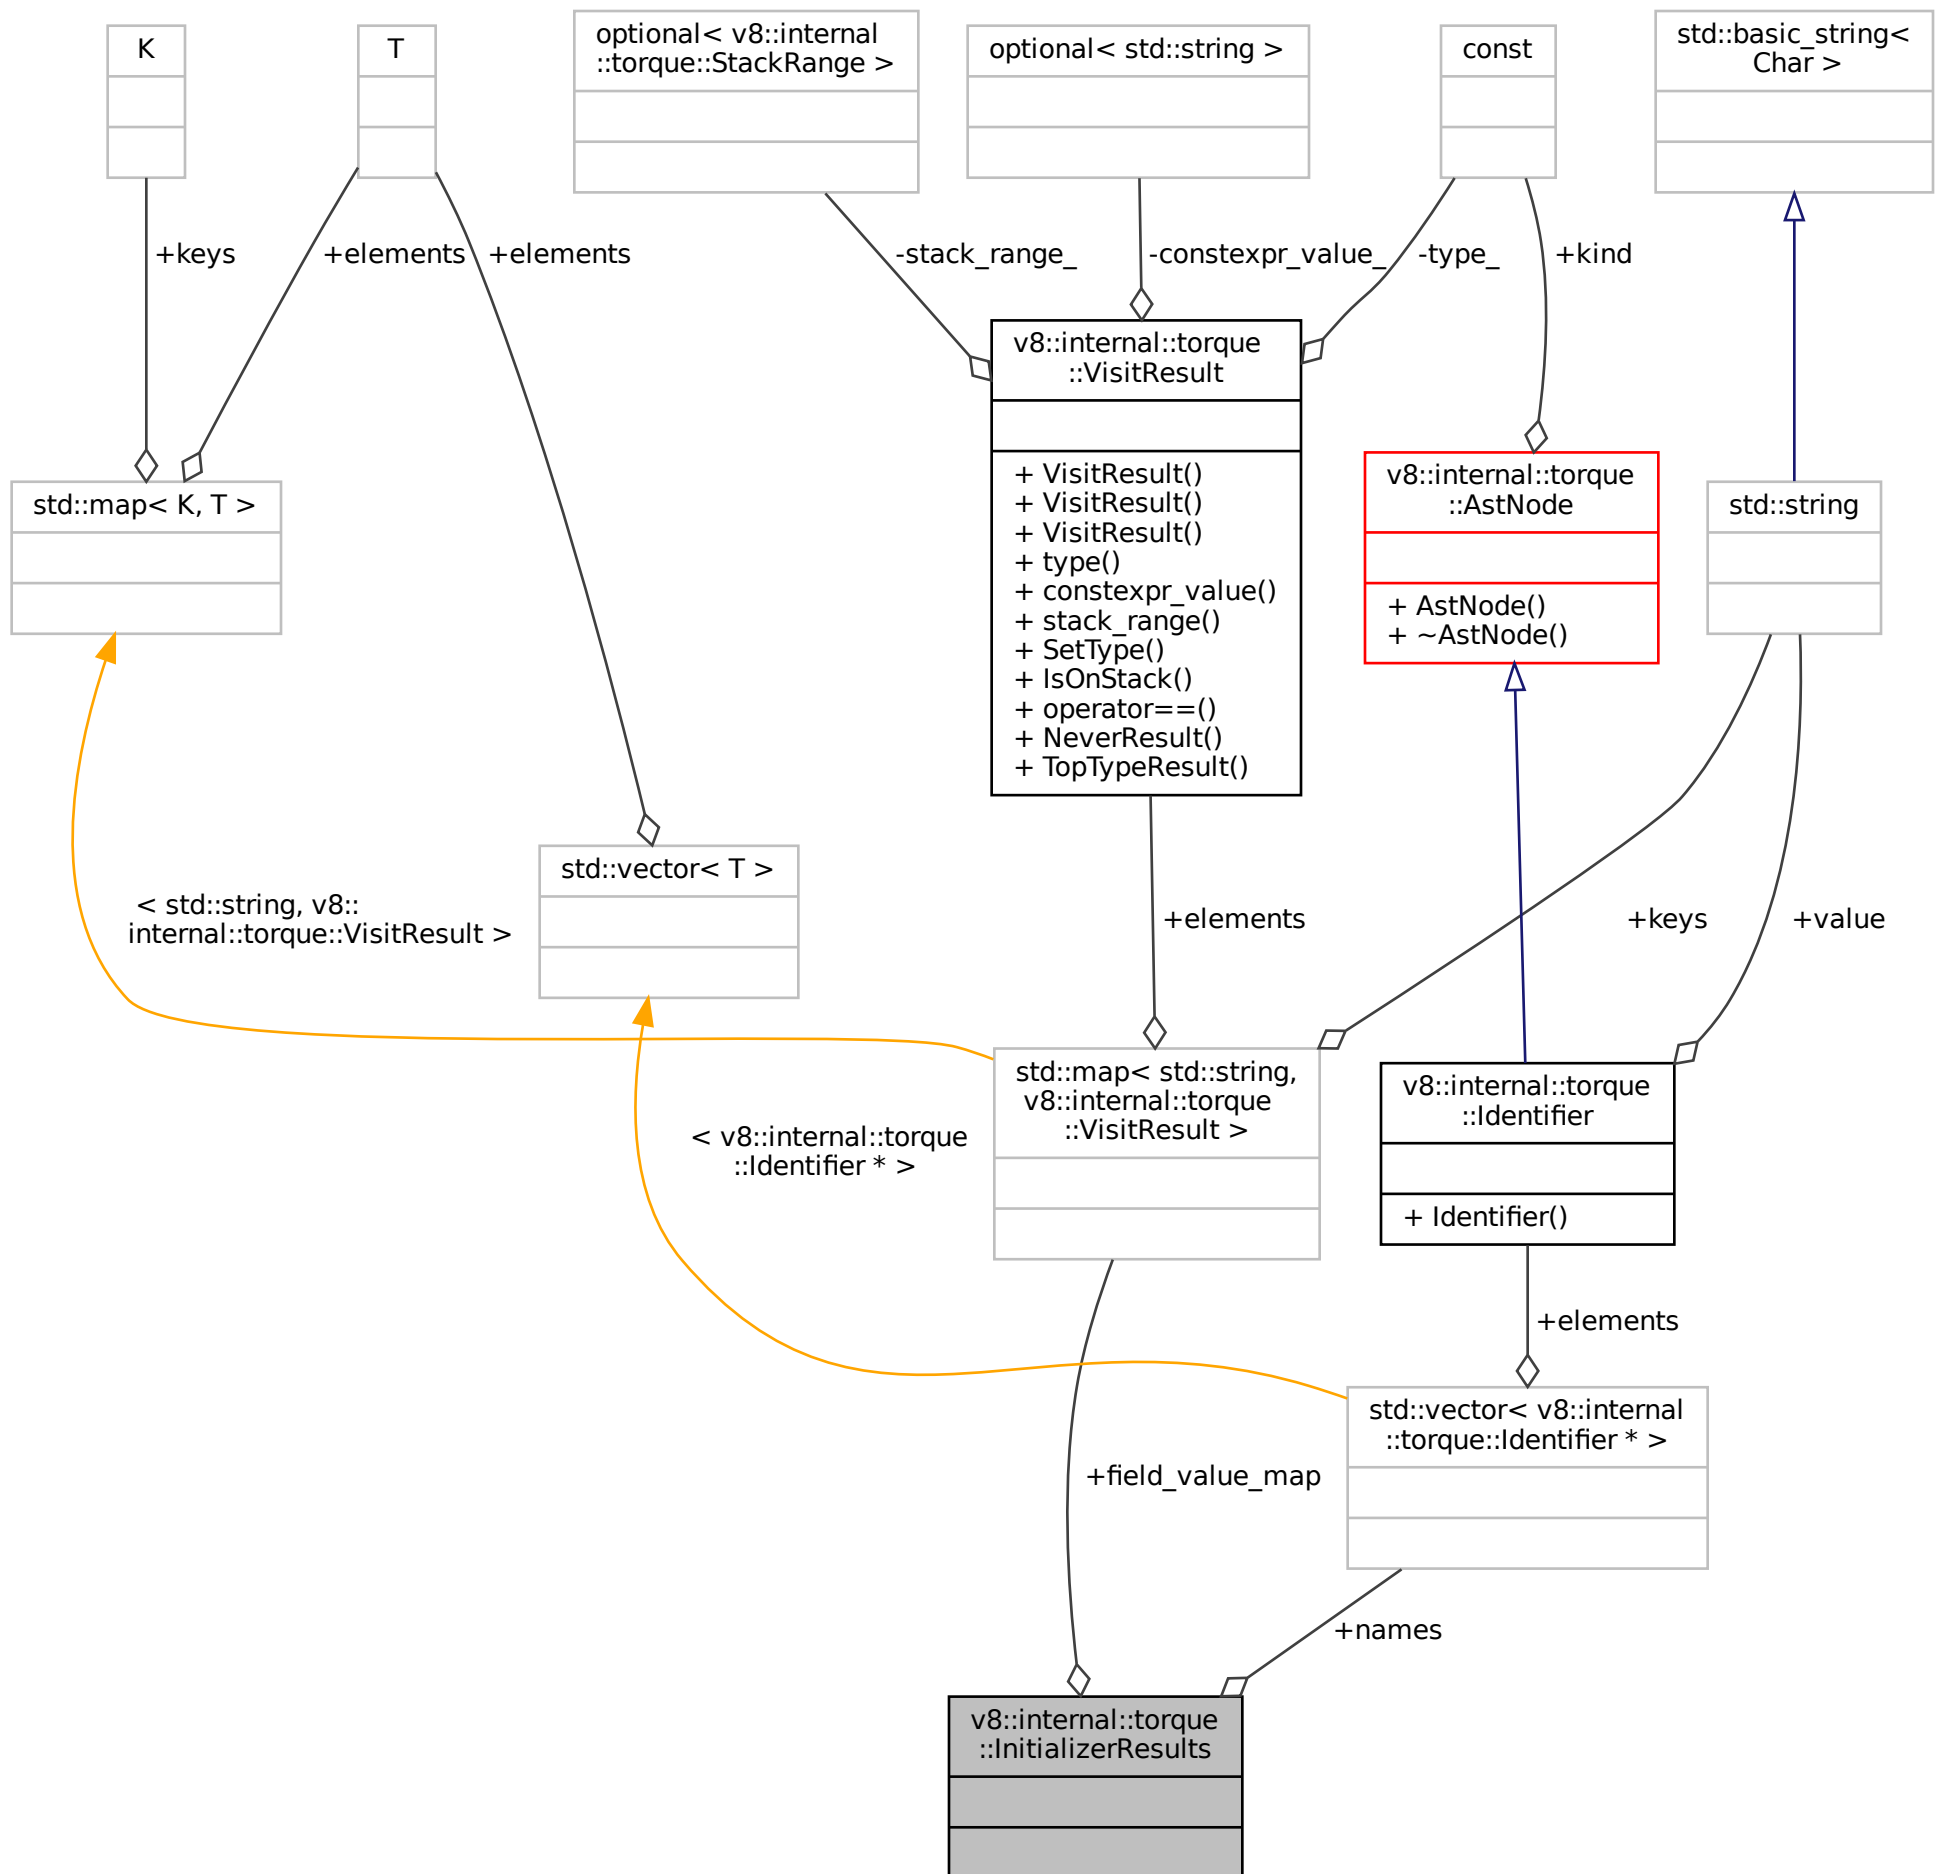 K
T
optional< v8::internal
::torque::StackRange >
optional< std::string >
const
std::basic_string<
Char >
+keys
+elements
+elements
-stack_range_
-constexpr_value_
-type_
+kind
std::map< K, T >
v8::internal::torque
::VisitResult
+ VisitResult()
+ VisitResult()
+ VisitResult()
+ type()
+ constexpr_value()
+ stack_range()
+ SetType()
+ IsOnStack()
+ operator==()
+ NeverResult()
+ TopTypeResult()
v8::internal::torque
::AstNode
+ AstNode()
+ ~AstNode()
std::string
std::vector< T >
< std::string, v8::
internal::torque::VisitResult >
+elements
+keys
+value
std::map< std::string,
v8::internal::torque
::VisitResult >
v8::internal::torque
::Identifier
+ Identifier()
< v8::internal::torque
::Identifier * >
+elements
std::vector< v8::internal
::torque::Identifier * >
+field_value_map
+names
v8::internal::torque
::InitializerResults